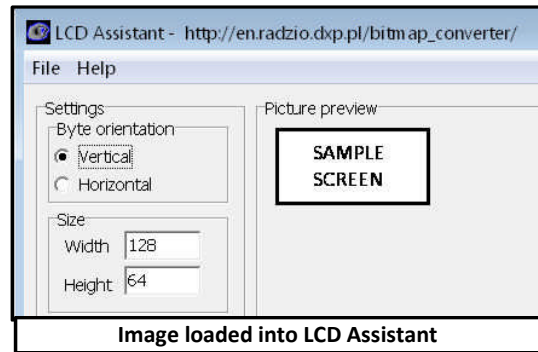 LCD Assistant - http://en.radzio.dxp.pl/bitmap_converter/
File Help
Settings
Byte orientation
Vertical
Horizontal
Size
Width 128
Height 64
Picture preview
SAMPLE
SCREEN
Image loaded into LCD Assistant